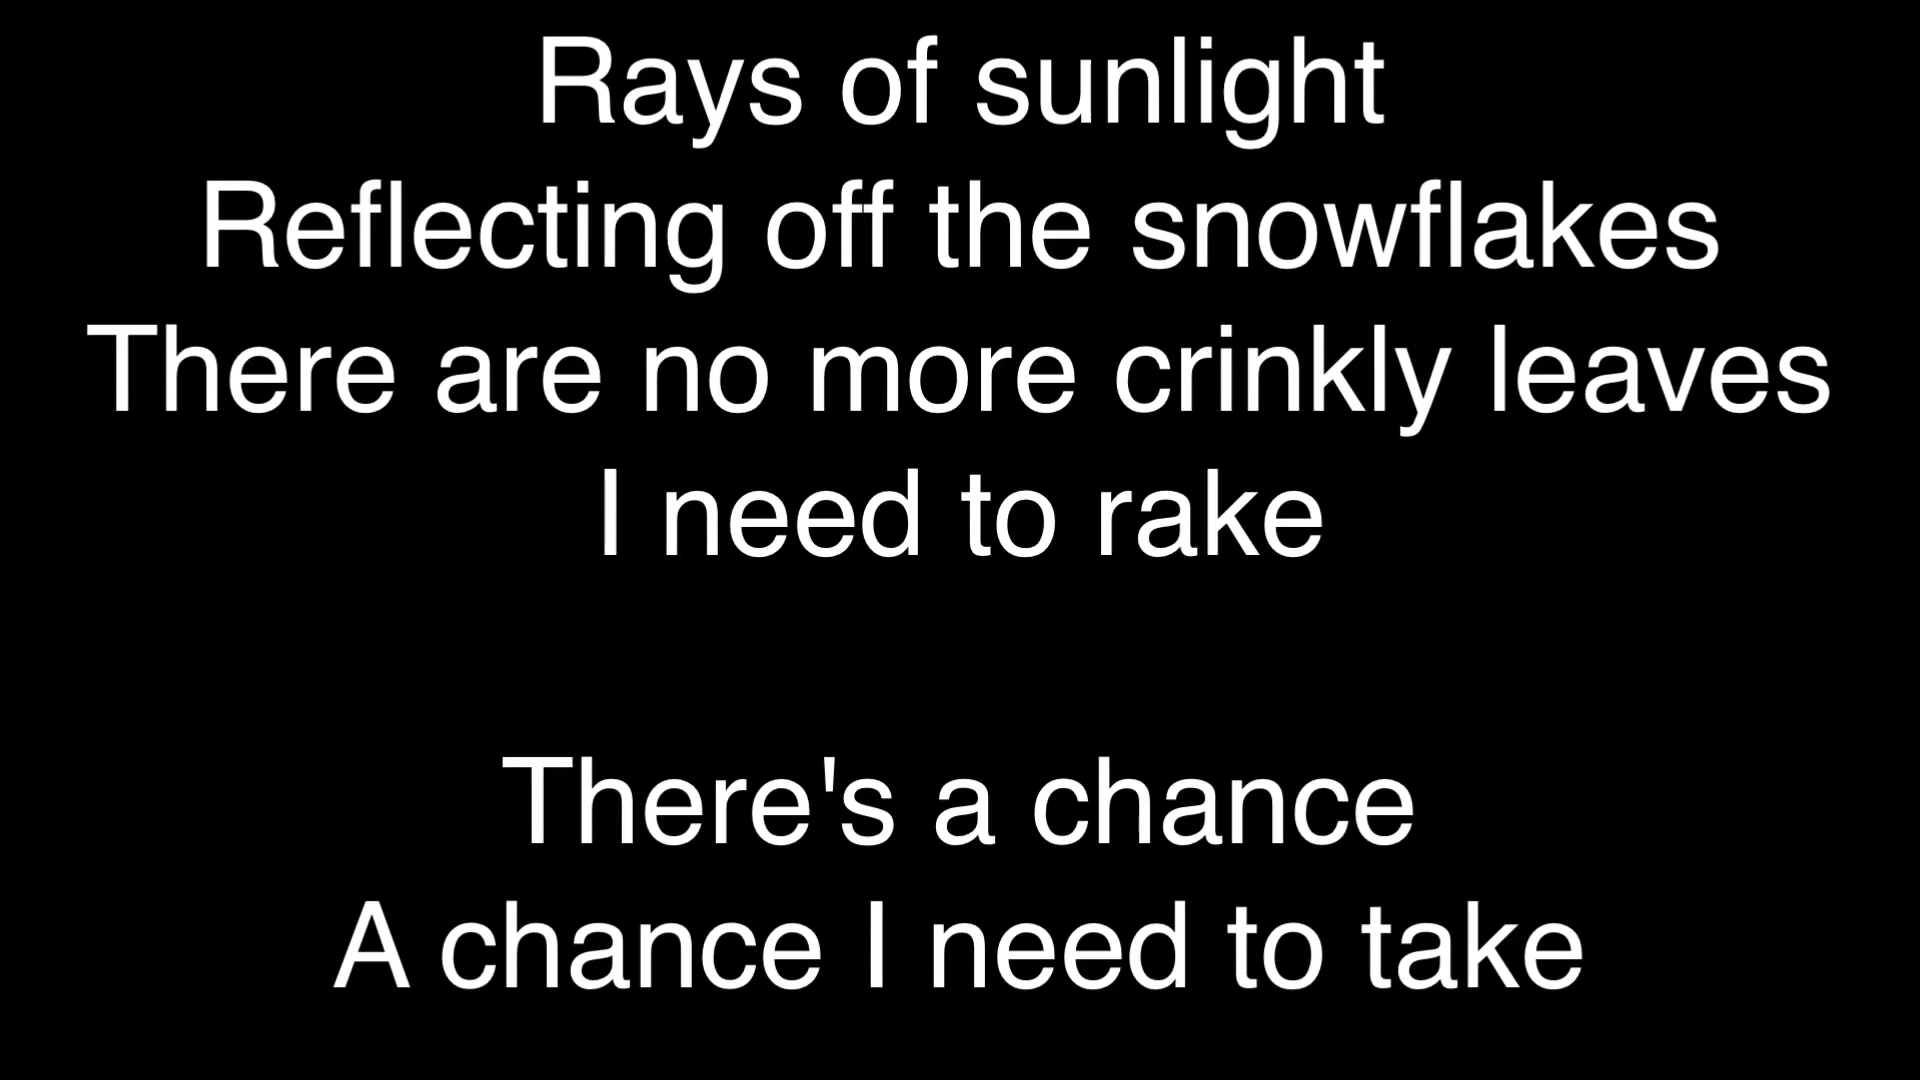 Rays of sunlight
Reflecting off the snowflakes
There are no more crinkly leaves
I need to rake
There's a chance
A chance I need to take